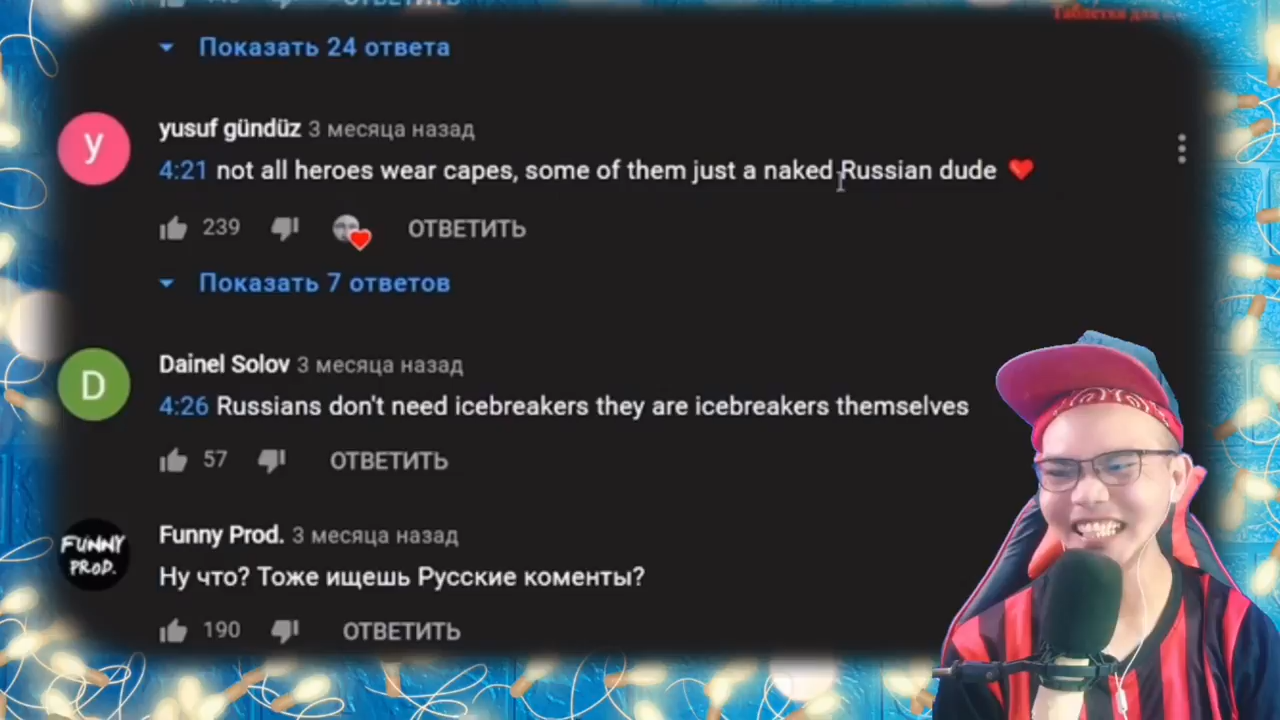 ОТВЕТИТЬ
Таблетка для
Показать 24 ответа
y
yusuf gündüz 3 месяца назад
4:21 not all heroes wear capes, some of them just a naked Russian dude ❤
239 ОТВЕТИТЬ
Показать 7 ответов
D
Dainel Solov 3 месяца назад
4:26 Russians don't need icebreakers they are icebreakers themselves
57 ОТВЕТИТЬ
FUNNY
PROD.
Funny Prod. 3 месяца назад
Ну что? Тоже ищешь Русские коменты?
190 ОТВЕТИТЬ